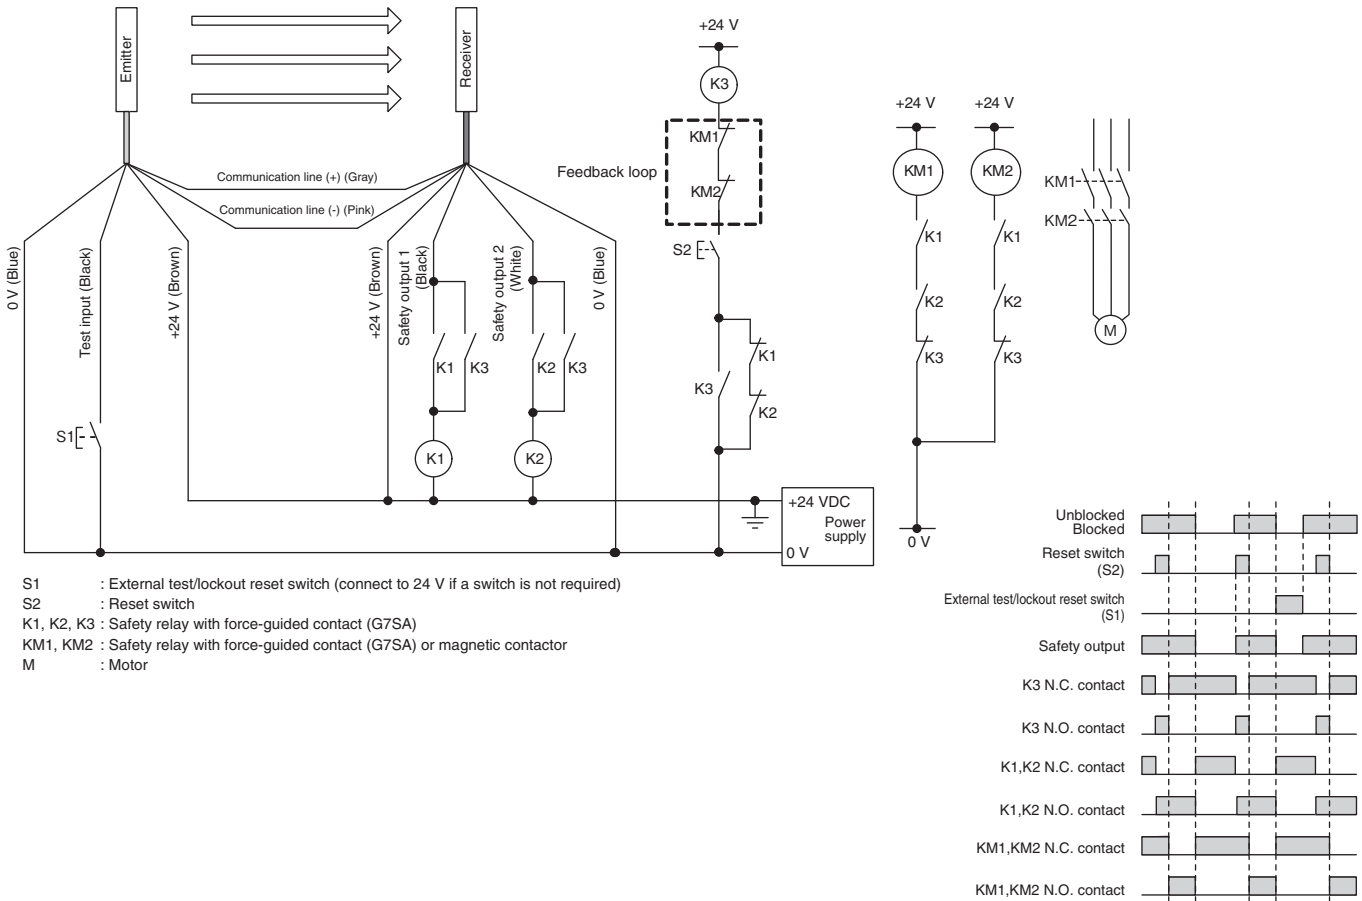 Emitter
Receiver
Communication line (+) (Gray)
Communication line (-) (Pink)
0 V (Blue)
Test input (Black)
+24 V (Brown)
+24 V (Brown)
Safety output 1
(Black)
Safety output 2
(White)
0 V (Blue)
S1
K1
K3
K2
K3
K1
K2
+24 V
K3
Feedback loop
KM1
KM2
S2
K3
K1
K2
+24 VDC
Power
supply
0 V
+24 V
+24 V
KM1
KM2
K1
K1
K2
K2
K3
K3
0 V
KM1
KM2
M
S1 : External test/lockout reset switch (connect to 24 V if a switch is not required)
S2 : Reset switch
K1, K2, K3 : Safety relay with force-guided contact (G7SA)
KM1, KM2 : Safety relay with force-guided contact (G7SA) or magnetic contactor
M : Motor
Unblocked
Blocked
Reset switch
(S2)
External test/lockout reset switch
(S1)
Safety output
K3 N.C. contact
K3 N.O. contact
K1,K2 N.C. contact
K1,K2 N.O. contact
KM1,KM2 N.C. contact
KM1,KM2 N.O. contact